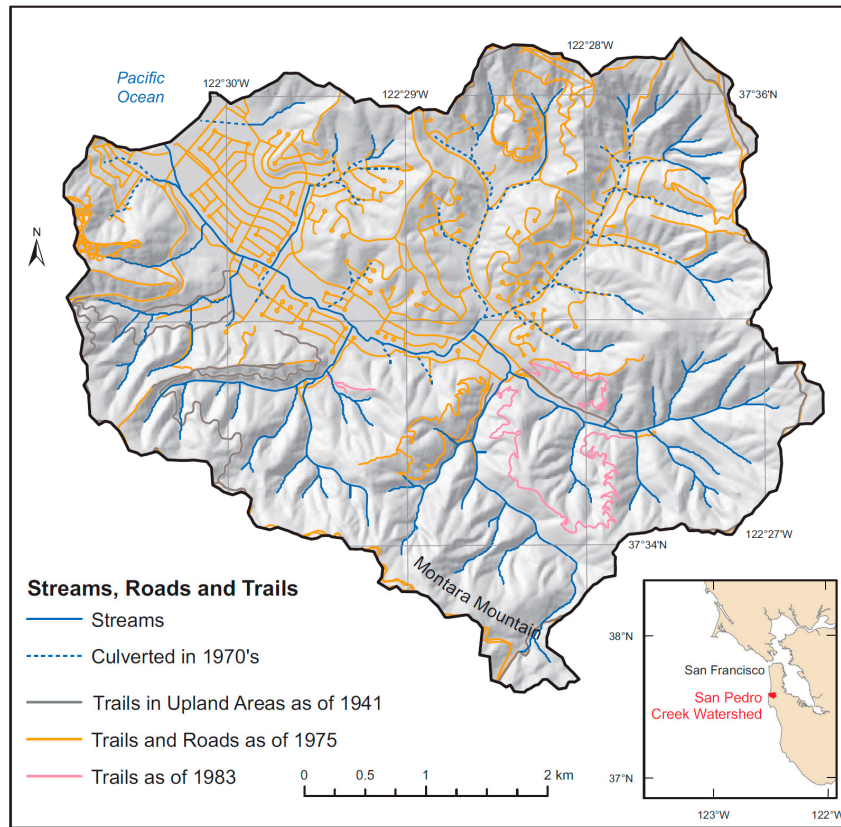 Pacific
Ocean
122°30'W
122°29'W
122°28'W
37°36'N
N
122°27'W
37°34'N
Montara Mountain
Streams, Roads and Trails
Streams
Culverted in 1970's
Trails in Upland Areas as of 1941
Trails and Roads as of 1975
Trails as of 1983
0 0.5 1 2 km
38°N
San Francisco
San Pedro
Creek Watershed
37°N
123°W 122°W